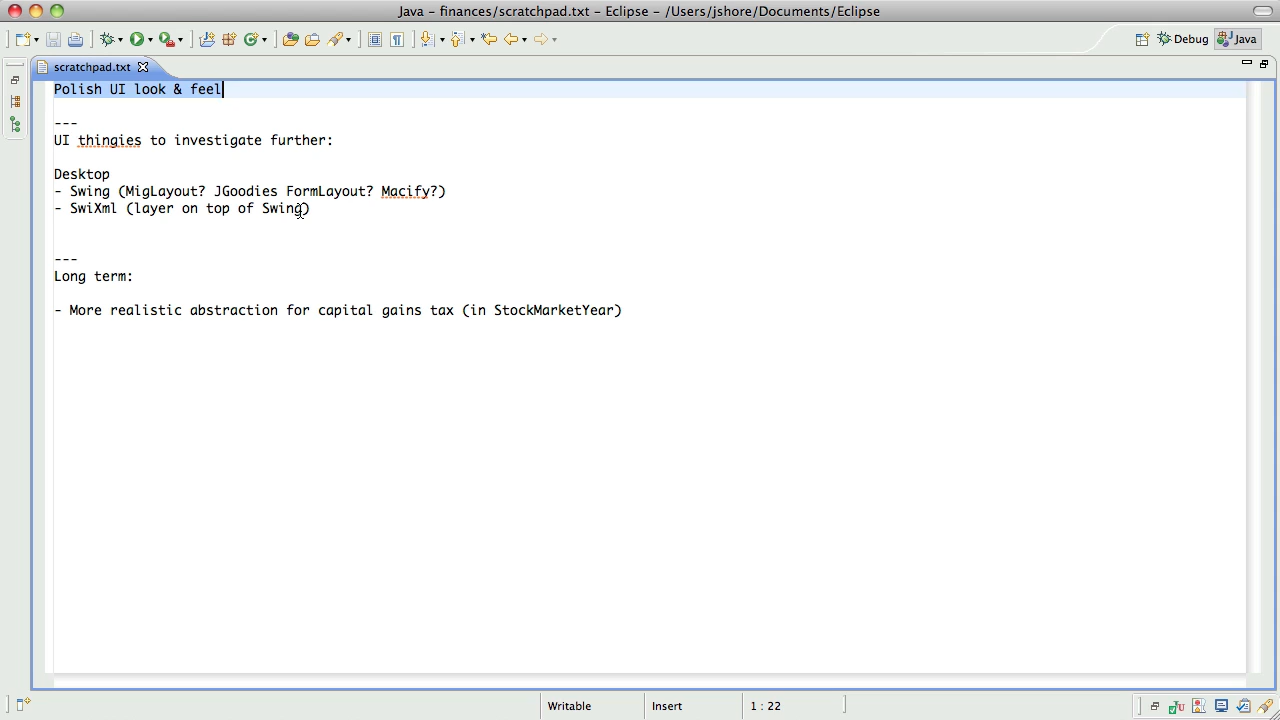 Java - finances/scratchpad.txt - Eclipse - /Users/jshore/Documents/Eclipse
Debug
Java
scratchpad.txt
Polish UI look & feel
---
UI thingies to investigate further:
Desktop
- Swing (MigLayout? JGoodies FormLayout? Macify?)
- SwiXml (layer on top of Swing)
---
Long term:
- More realistic abstraction for capital gains tax (in StockMarketYear)
Writable
Insert
1 : 22